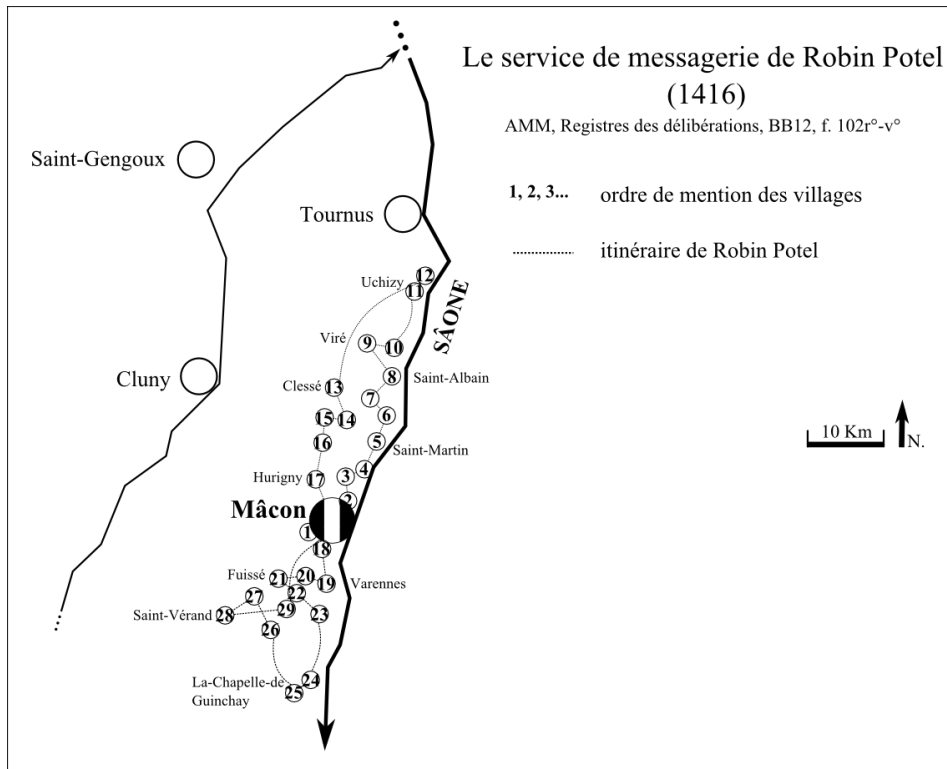 Le service de messagerie de Robin Potel
(1416)
AMM, Registres des délibérations, BB12, f. 102r°-v°
1, 2, 3... ordre de mention des villages
itinéraire de Robin Potel
Saint-Gengoux
Tournus
Uchizy
12
11
SÂONE
Viré
9
10
Cluny
8
Saint-Albain
Clessé
13
7
6
15
14
16
5
Saint-Martin
10 Km
N.
4
Hurigny
17
3
2
Mâcon
1
18
Fuissé
21
20
19
Varennes
22
27
29
23
Saint-Vérand
28
26
La-Chapelle-de
Guinchay
24
25